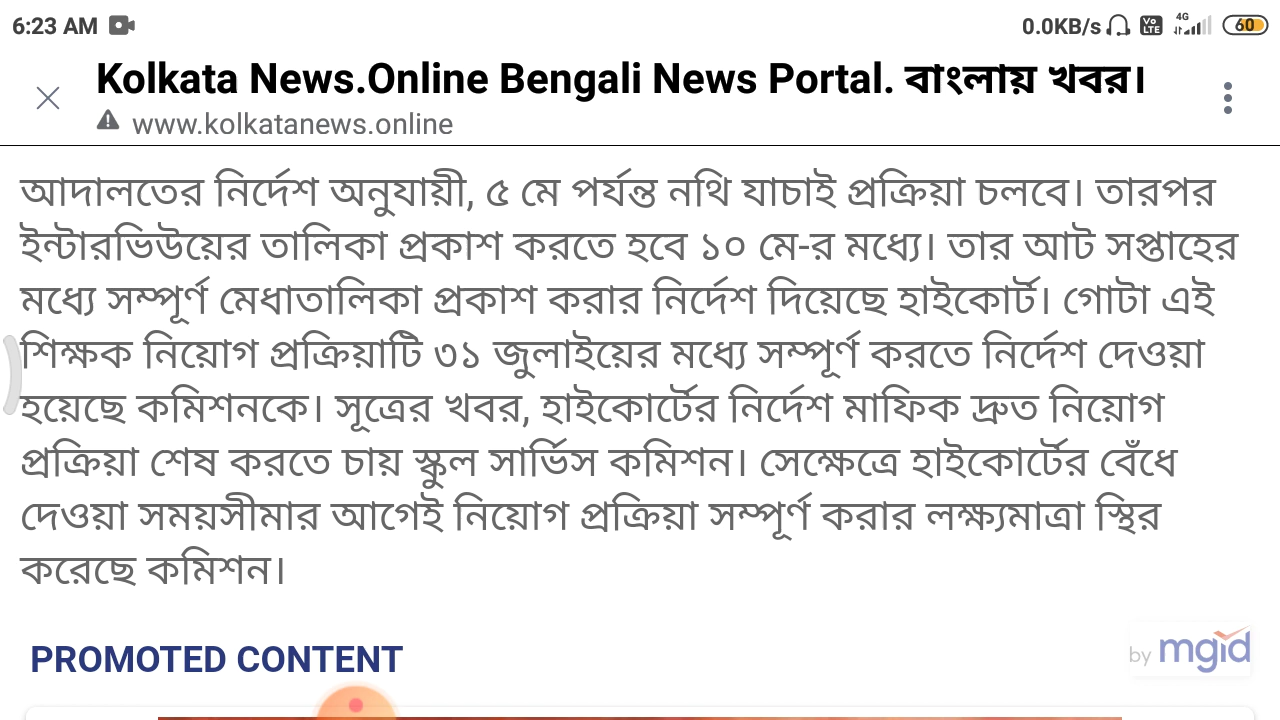 6:23 AM 0.0KB/s Vo LTE 4G 60
Kolkata News.Online Bengali News Portal. বাংলায় খবর।
www.kolkatanews.online
আদালতের নির্দেশ অনুযায়ী, ৫ মে পর্যন্ত নথি যাচাই প্রক্রিয়া চলবে। তারপর
ইন্টারভিউয়ের তালিকা প্রকাশ করতে হবে ১০ মে-র মধ্যে। তার আট সপ্তাহের
মধ্যে সম্পূর্ণ মেধাতালিকা প্রকাশ করার নির্দেশ দিয়েছে হাইকোর্ট। গোটা এই
শিক্ষক নিয়োগ প্রক্রিয়াটি ৩১ জুলাইয়ের মধ্যে সম্পূর্ণ করতে নির্দেশ দেওয়া
হয়েছে কমিশনকে। সূত্রের খবর, হাইকোর্টের নির্দেশ মাফিক দ্রুত নিয়োগ
প্রক্রিয়া শেষ করতে চায় স্কুল সার্ভিস কমিশন। সেক্ষেত্রে হাইকোর্টের বেঁধে
দেওয়া সময়সীমার আগেই নিয়োগ প্রক্রিয়া সম্পূর্ণ করার লক্ষ্যমাত্রা স্থির
করেছে কমিশন।
PROMOTED CONTENT by mgid